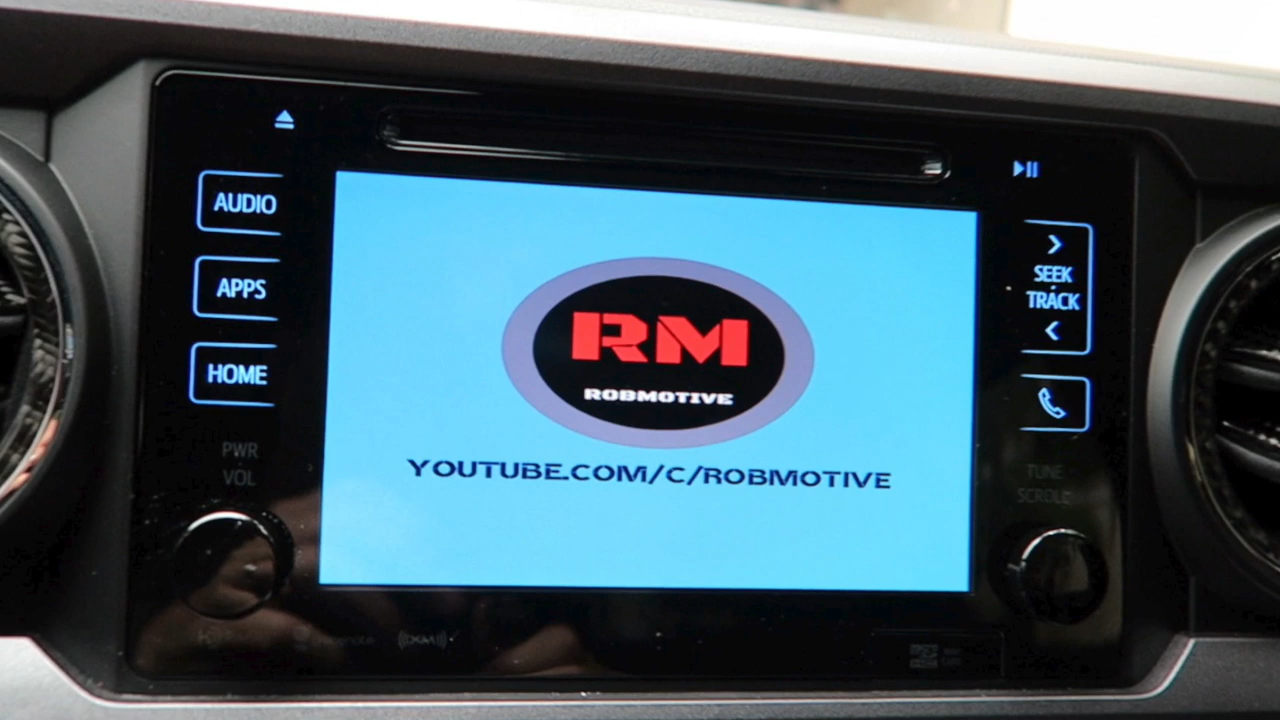 AUDIO
APPS
HOME
PWR
VOL
RM
ROBMOTIVE
YOUTUBE.COM/C/ROBMOTIVE
SEEK
TRACK
TUNE
SCROLL